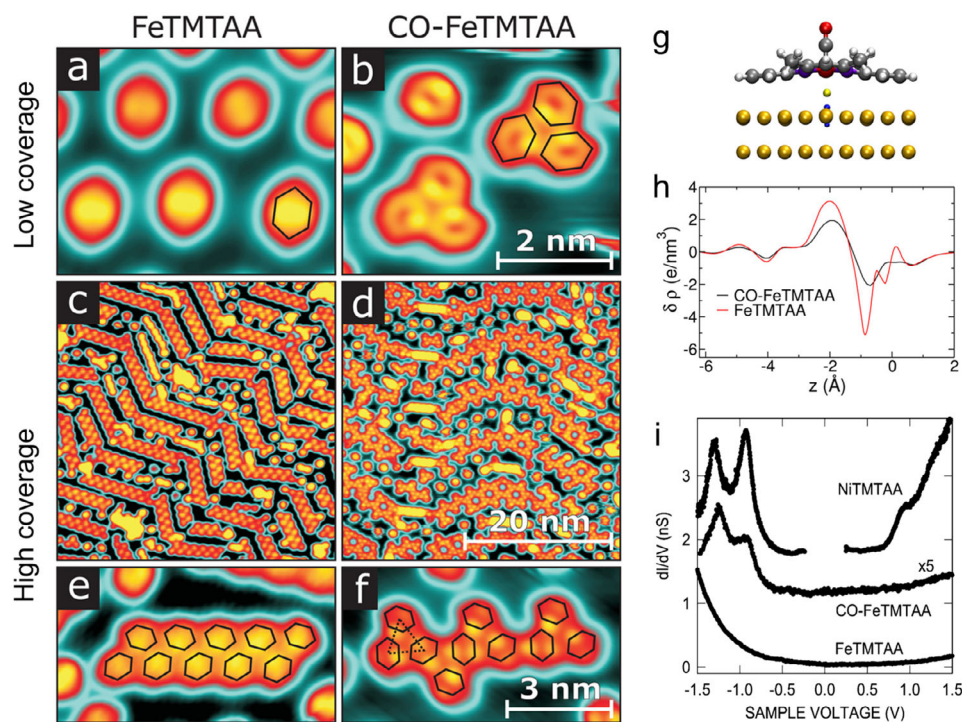 FeTMTAA
CO-FeTMTAA
Low coverage
High coverage
a
b
2 nm
c
d
20 nm
e
f
3 nm
g
h
δ ρ (e/nm³)
4
2
0
-2
-4
-6
CO-FeTMTAA
FeTMTAA
-6
-4
-2
0
2
z (Å)
i
dI/dV (nS)
3
2
1
0
NiTMTAA
x5
CO-FeTMTAA
FeTMTAA
-1.5
-1.0
-0.5
0.0
0.5
1.0
1.5
SAMPLE VOLTAGE (V)